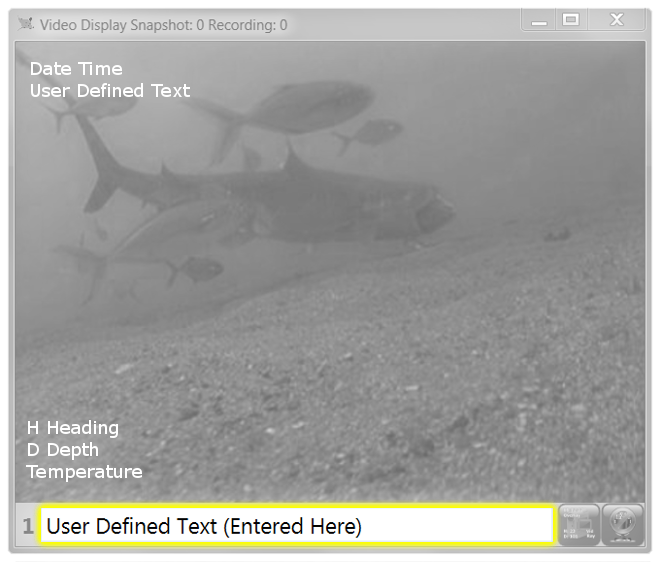 Video Display Snapshot: 0 Recording: 0
Date Time
User Defined Text
H Heading
D Depth
Temperature
1 User Defined Text (Entered Here)